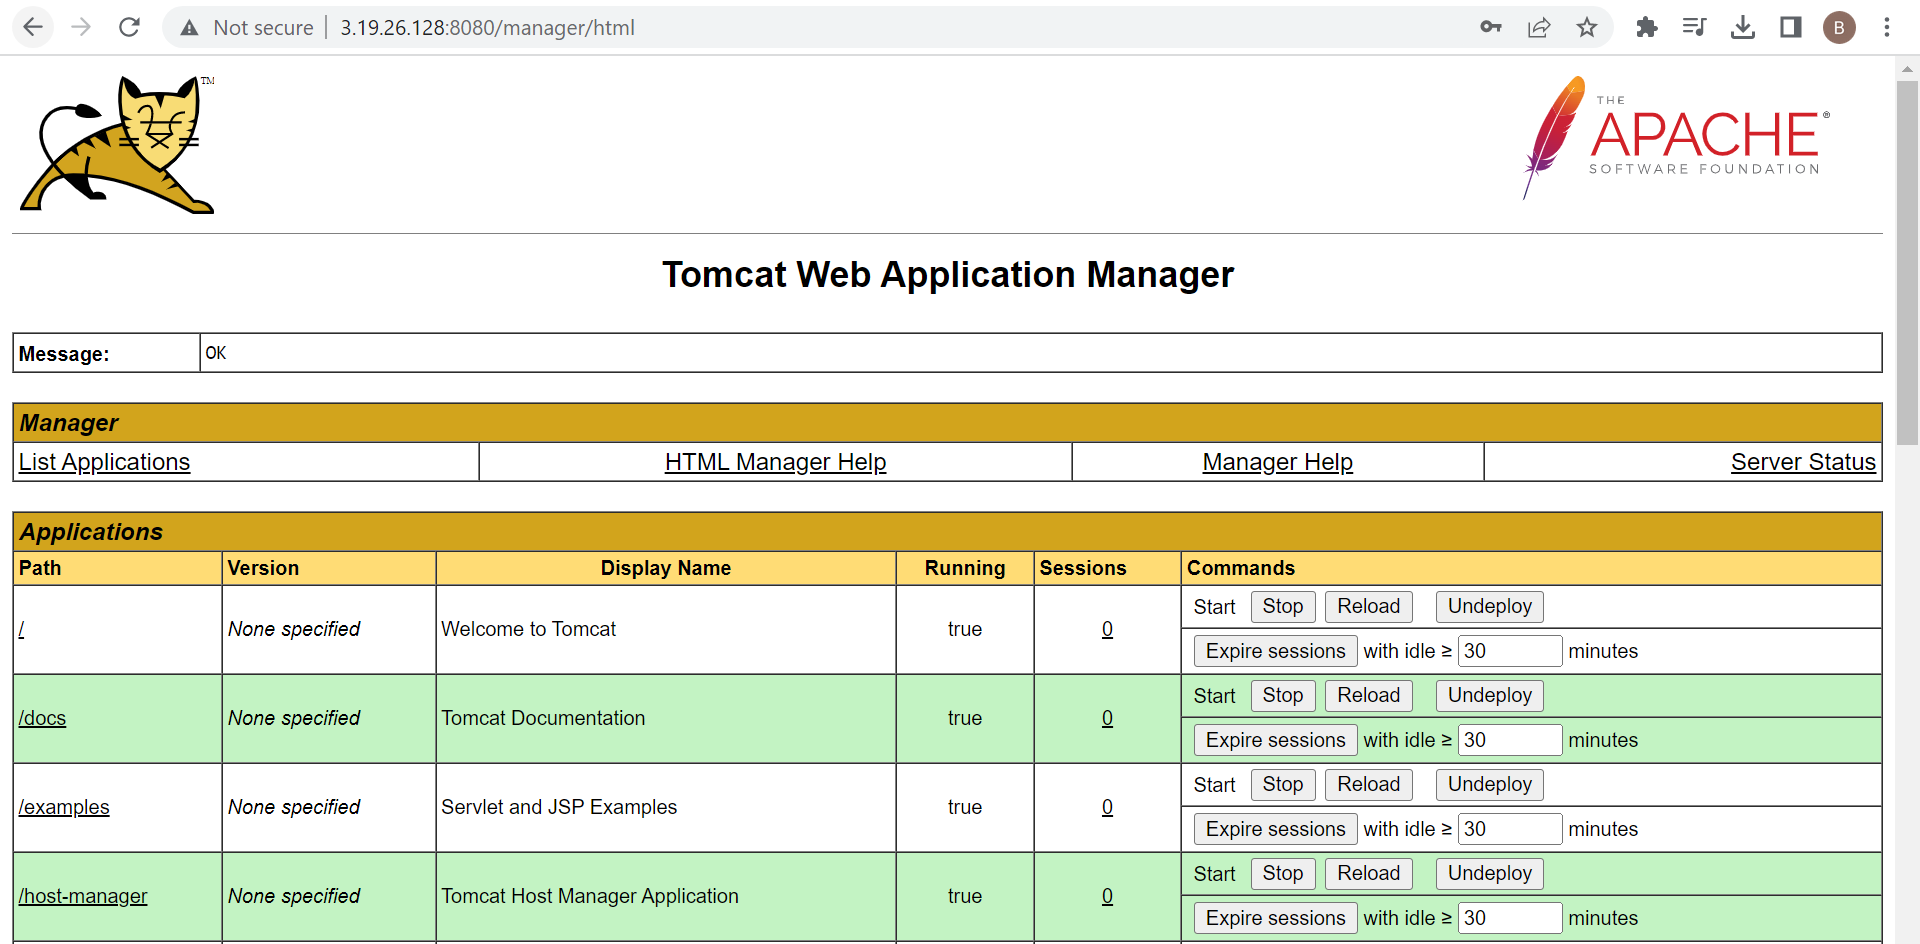 Not secure 3.19.26.128:8080/manager/html B
TM
THE
APACHE®
SOFTWARE FOUNDATION
Tomcat Web Application Manager
Message: OK
Manager
List Applications HTML Manager Help Manager Help Server Status
Applications
Path Version Display Name Running Sessions Commands
/ None specified Welcome to Tomcat true 0 Start Stop Reload Undeploy
Expire sessions with idle ≥ 30 minutes
/docs None specified Tomcat Documentation true 0 Start Stop Reload Undeploy
Expire sessions with idle ≥ 30 minutes
/examples None specified Servlet and JSP Examples true 0 Start Stop Reload Undeploy
Expire sessions with idle ≥ 30 minutes
/host-manager None specified Tomcat Host Manager Application true 0 Start Stop Reload Undeploy
Expire sessions with idle ≥ 30 minutes